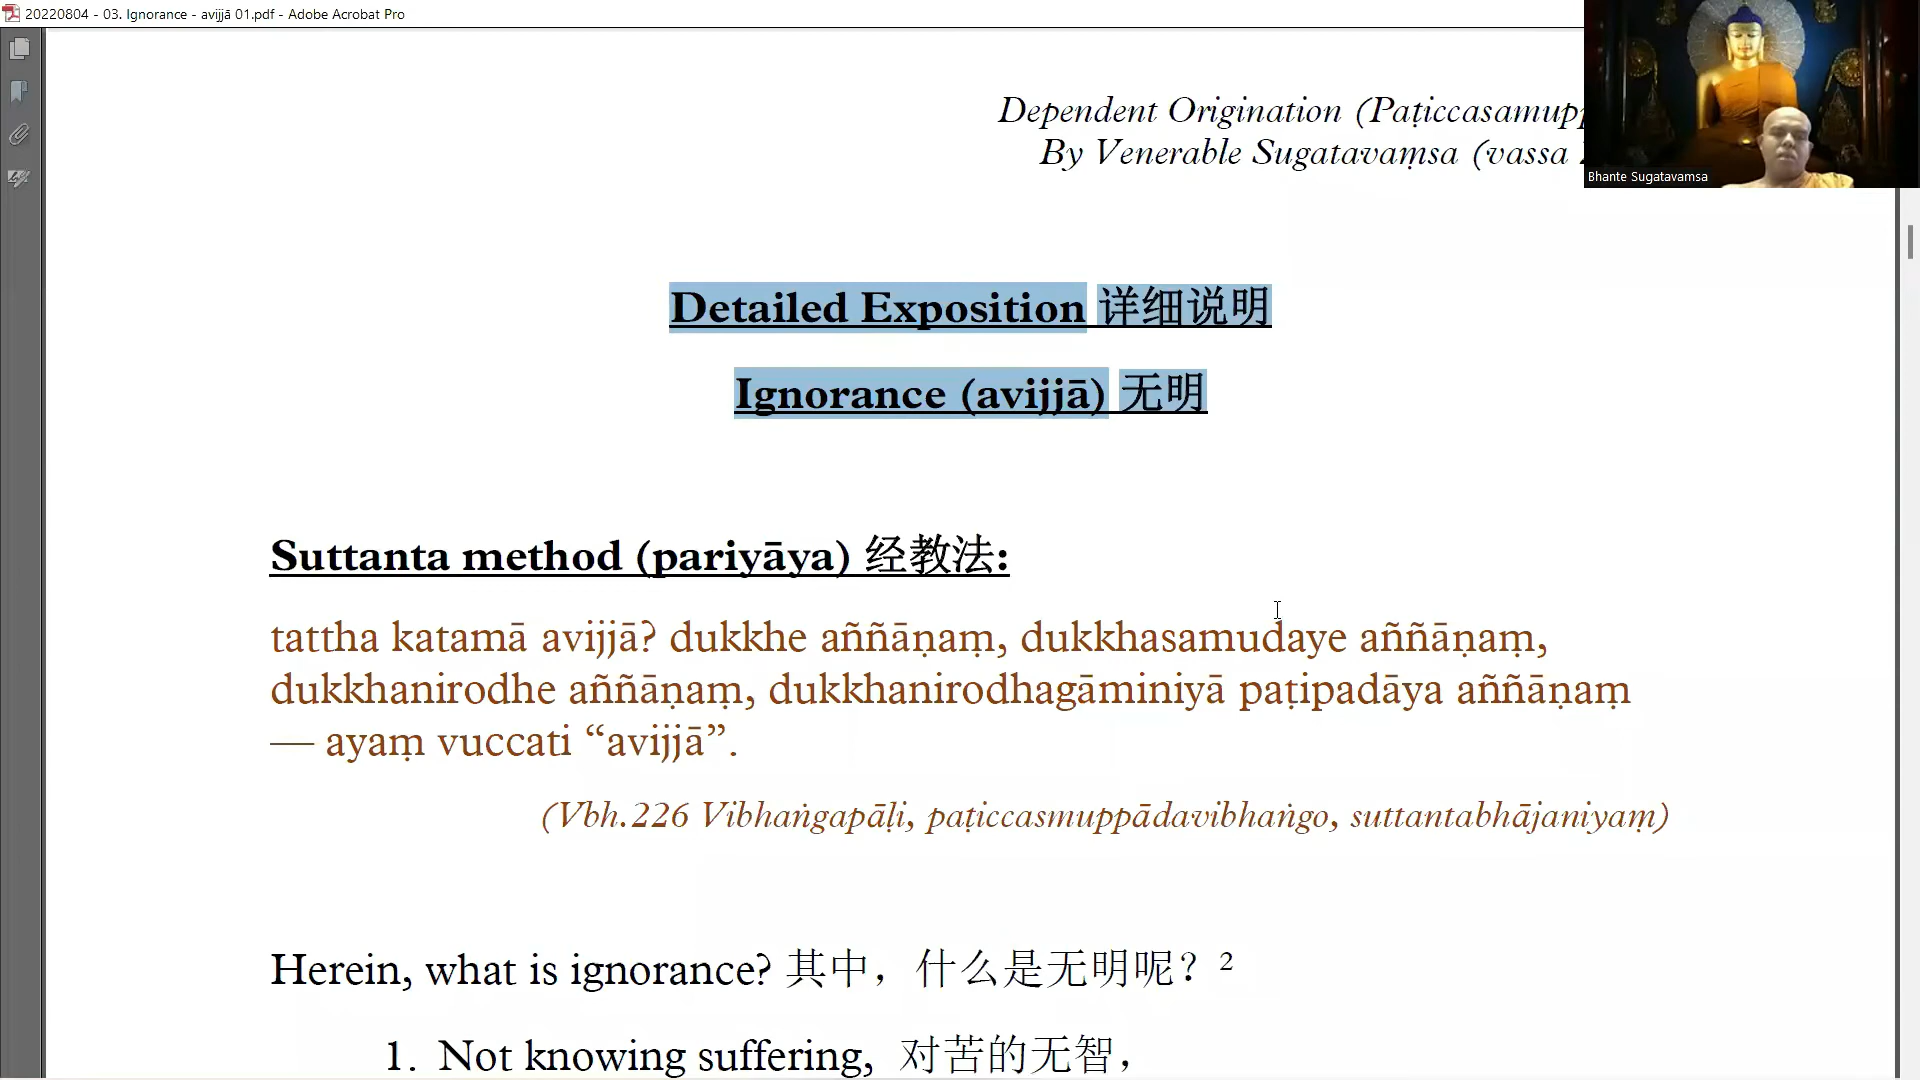 20220804 - 03. Ignorance - avijjā 01.pdf - Adobe Acrobat Pro
Dependent Origination
By Venerable Sugatavaṃsa (vassa
Bhante Sugatavamsa
Detailed Exposition 详细说明
Ignorance (avijjā) 无明
Suttanta method (pariyāya) 经教法:
tattha katamā avijjā? dukkhe aññāṇaṃ, dukkhasamudaye aññāṇaṃ,
dukkhanirodhe aññāṇaṃ, dukkhanirodhagāminiyā paṭipadāya aññāṇaṃ
— ayaṃ vuccati “avijjā”.
(Vbh.226 Vibhaṅgapāḷi, paṭiccasmuppādavibhaṅgo, suttantabhājaniyaṃ)
Herein, what is ignorance? 其中，什么是无明呢？ 2
1. Not knowing suffering, 对苦的无智，